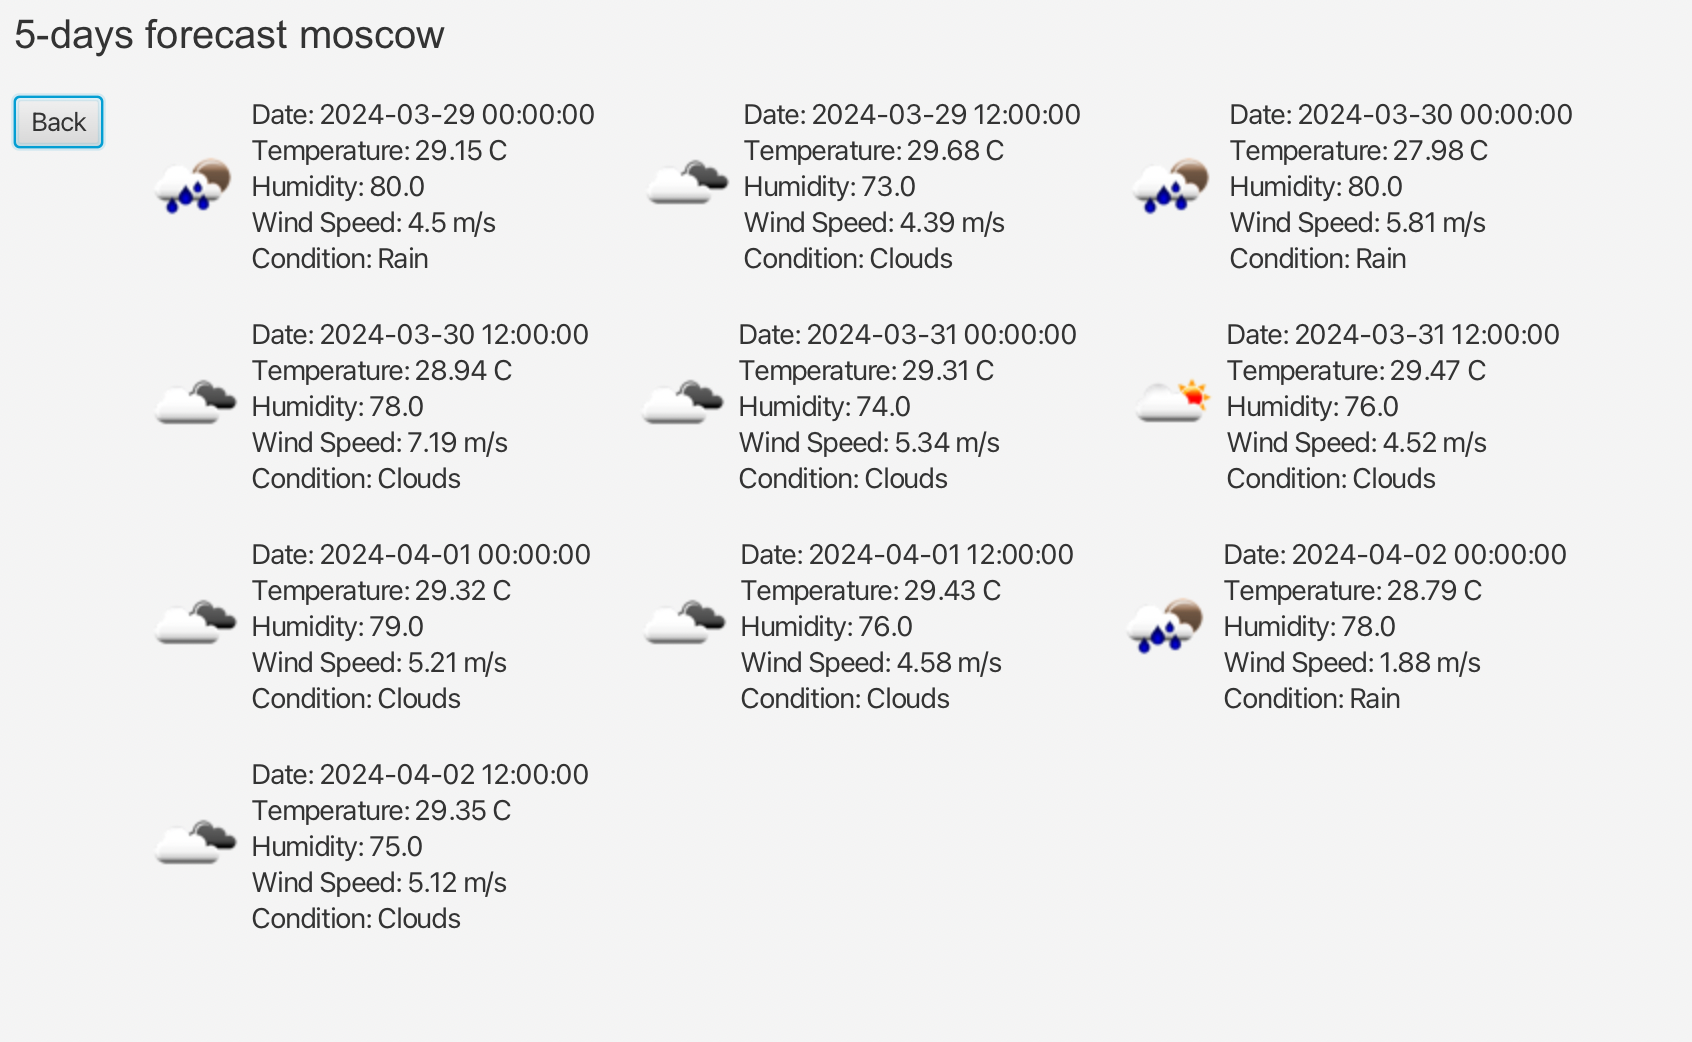 5-days forecast moscow
Back
Date: 2024-03-29 00:00:00
Temperature: 29.15 C
Humidity: 80.0
Wind Speed: 4.5 m/s
Condition: Rain
Date: 2024-03-29 12:00:00
Temperature: 29.68 C
Humidity: 73.0
Wind Speed: 4.39 m/s
Condition: Clouds
Date: 2024-03-30 00:00:00
Temperature: 27.98 C
Humidity: 80.0
Wind Speed: 5.81 m/s
Condition: Rain
Date: 2024-03-30 12:00:00
Temperature: 28.94 C
Humidity: 78.0
Wind Speed: 7.19 m/s
Condition: Clouds
Date: 2024-03-31 00:00:00
Temperature: 29.31 C
Humidity: 74.0
Wind Speed: 5.34 m/s
Condition: Clouds
Date: 2024-03-31 12:00:00
Temperature: 29.47 C
Humidity: 76.0
Wind Speed: 4.52 m/s
Condition: Clouds
Date: 2024-04-01 00:00:00
Temperature: 29.32 C
Humidity: 79.0
Wind Speed: 5.21 m/s
Condition: Clouds
Date: 2024-04-01 12:00:00
Temperature: 29.43 C
Humidity: 76.0
Wind Speed: 4.58 m/s
Condition: Clouds
Date: 2024-04-02 00:00:00
Temperature: 28.79 C
Humidity: 78.0
Wind Speed: 1.88 m/s
Condition: Rain
Date: 2024-04-02 12:00:00
Temperature: 29.35 C
Humidity: 75.0
Wind Speed: 5.12 m/s
Condition: Clouds